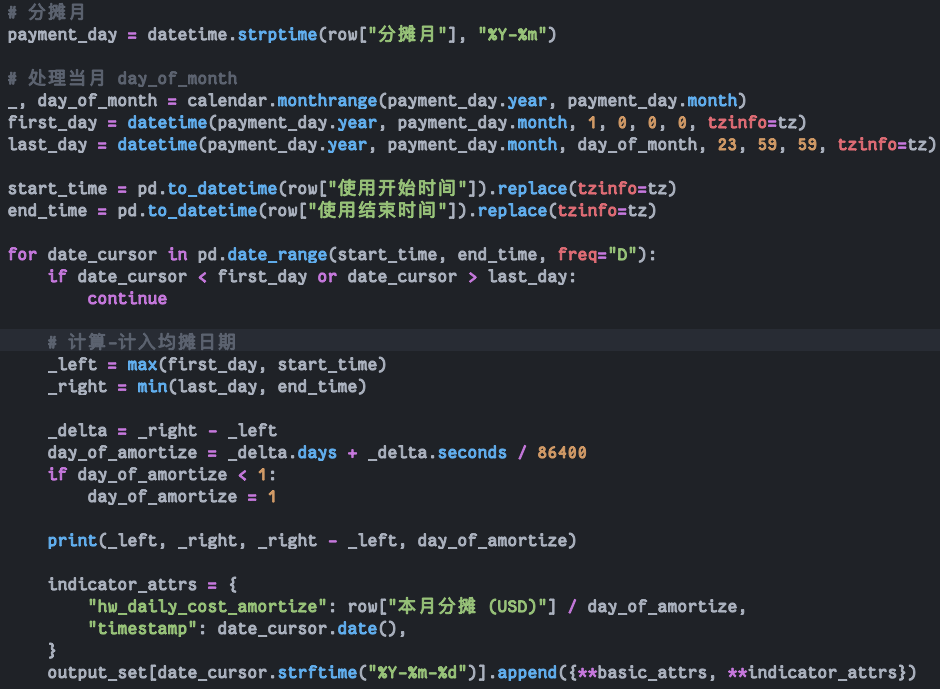 # 分摊月
payment_day = datetime.strptime(row["分摊月"], "%Y-%m")
# 处理当月 day_of_month
_, day_of_month = calendar.monthrange(payment_day.year, payment_day.month)
first_day = datetime(payment_day.year, payment_day.month, 1, 0, 0, 0, tzinfo=tz)
last_day = datetime(payment_day.year, payment_day.month, day_of_month, 23, 59, 59, tzinfo=tz)
start_time = pd.to_datetime(row["使用开始时间"]).replace(tzinfo=tz)
end_time = pd.to_datetime(row["使用结束时间"]).replace(tzinfo=tz)
for date_cursor in pd.date_range(start_time, end_time, freq="D"):
    if date_cursor < first_day or date_cursor > last_day:
        continue
    # 计算-计入均摊日期
    _left = max(first_day, start_time)
    _right = min(last_day, end_time)
    _delta = _right - _left
    day_of_amortize = _delta.days + _delta.seconds / 86400
    if day_of_amortize < 1:
        day_of_amortize = 1
    print(_left, _right, _right - _left, day_of_amortize)
    indicator_attrs = {
        "hw_daily_cost_amortize": row["本月分摊 (USD)"] / day_of_amortize,
        "timestamp": date_cursor.date(),
    }
    output_set[date_cursor.strftime("%Y-%m-%d")].append({**basic_attrs, **indicator_attrs})